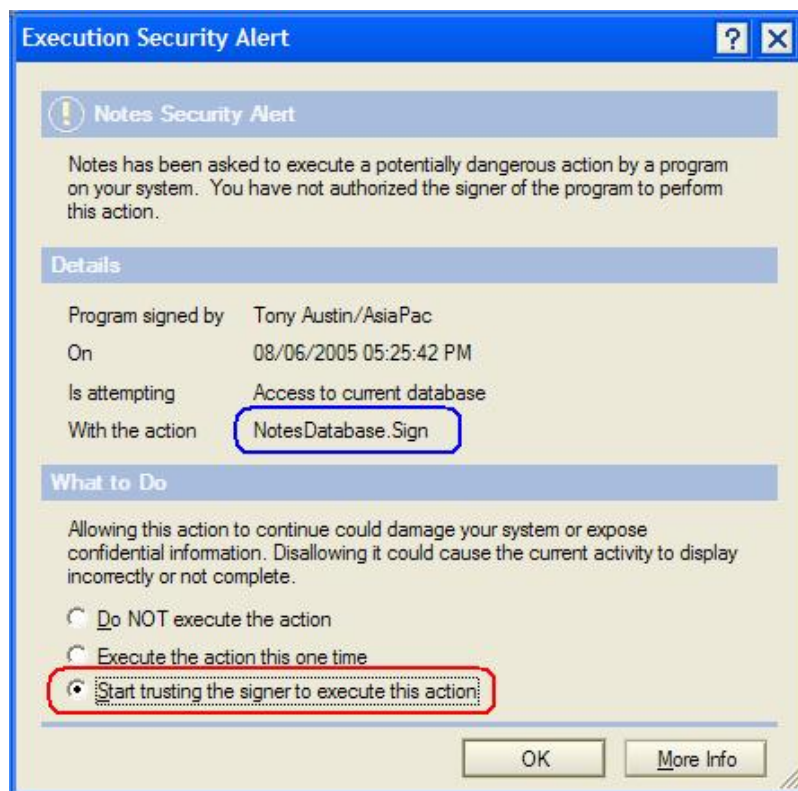 Execution Security Alert
Notes Security Alert
Notes has been asked to execute a potentially dangerous action by a program
on your system. You have not authorized the signer of the program to perform
this action.
Details
Program signed by Tony Austin/AsiaPac
On 08/06/2005 05:25:42 PM
Is attempting Access to current database
With the action NotesDatabase.Sign
What to Do
Allowing this action to continue could damage your system or expose
confidential information. Disallowing it could cause the current activity to display
incorrectly or not complete.
Do NOT execute the action
Execute the action this one time
Start trusting the signer to execute this action
OK More Info